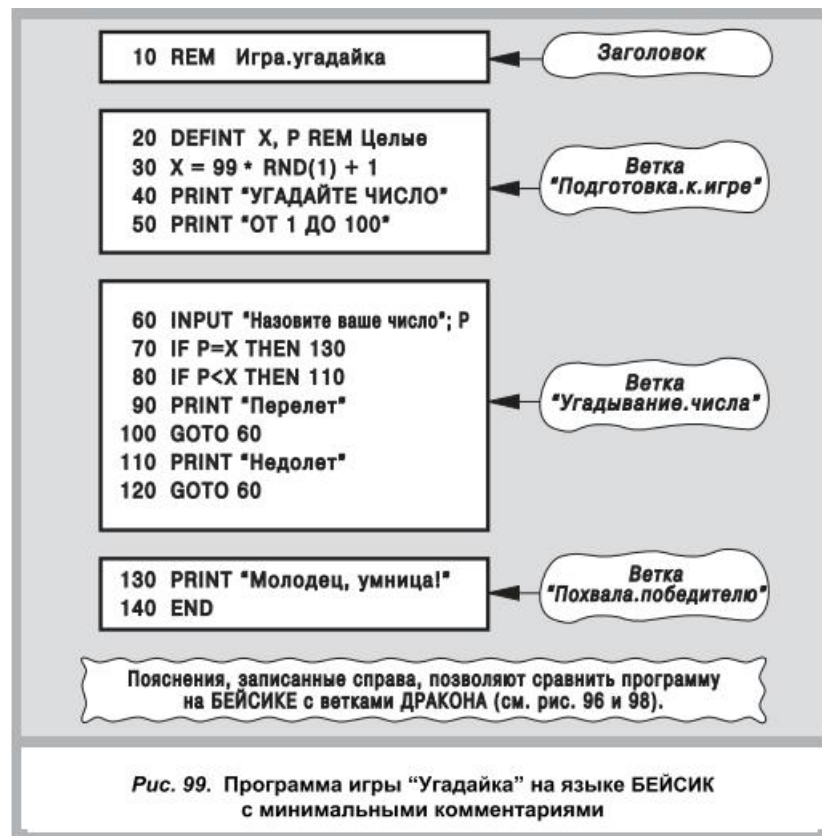 10 REM Игра.угадайка
Заголовок
20 DEFINT X, P REM Целые
30 X = 99 * RND(1) + 1
40 PRINT "УГАДАЙТЕ ЧИСЛО"
50 PRINT "ОТ 1 ДО 100"
Ветка
"Подготовка.к.игре"
60 INPUT "Назовите ваше число"; P
70 IF P=X THEN 130
80 IF P<X THEN 110
90 PRINT "Перелет"
100 GOTO 60
110 PRINT "Недолет"
120 GOTO 60
Ветка
"Угадывание.числа"
130 PRINT "Молодец, умница!"
140 END
Ветка
"Похвала.победителю"
Пояснения, записанные справа, позволяют сравнить программу
на БЕЙСИКЕ с ветками ДРАКОНА (см. рис. 96 и 98).
Рис. 99. Программа игры “Угадайка” на языке БЕЙСИК
с минимальными комментариями